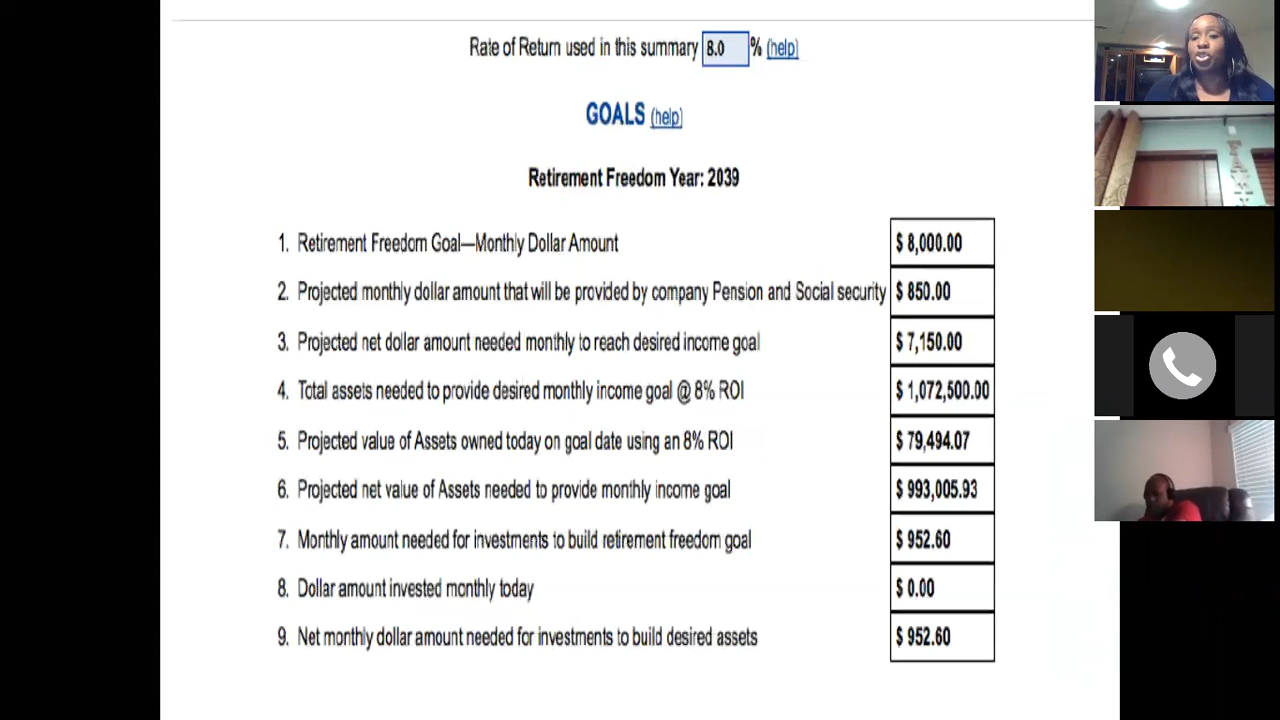 Rate of Return used in this summary 8.0 % (help)
GOALS (help)
Retirement Freedom Year: 2039
1. Retirement Freedom Goal—Monthly Dollar Amount $ 8,000.00
2. Projected monthly dollar amount that will be provided by company Pension and Social security $ 850.00
3. Projected net dollar amount needed monthly to reach desired income goal $ 7,150.00
4. Total assets needed to provide desired monthly income goal @ 8% ROI $ 1,072,500.00
5. Projected value of Assets owned today on goal date using an 8% ROI $ 79,494.07
6. Projected net value of Assets needed to provide monthly income goal $ 993,005.93
7. Monthly amount needed for investments to build retirement freedom goal $ 952.60
8. Dollar amount invested monthly today $ 0.00
9. Net monthly dollar amount needed for investments to build desired assets $ 952.60